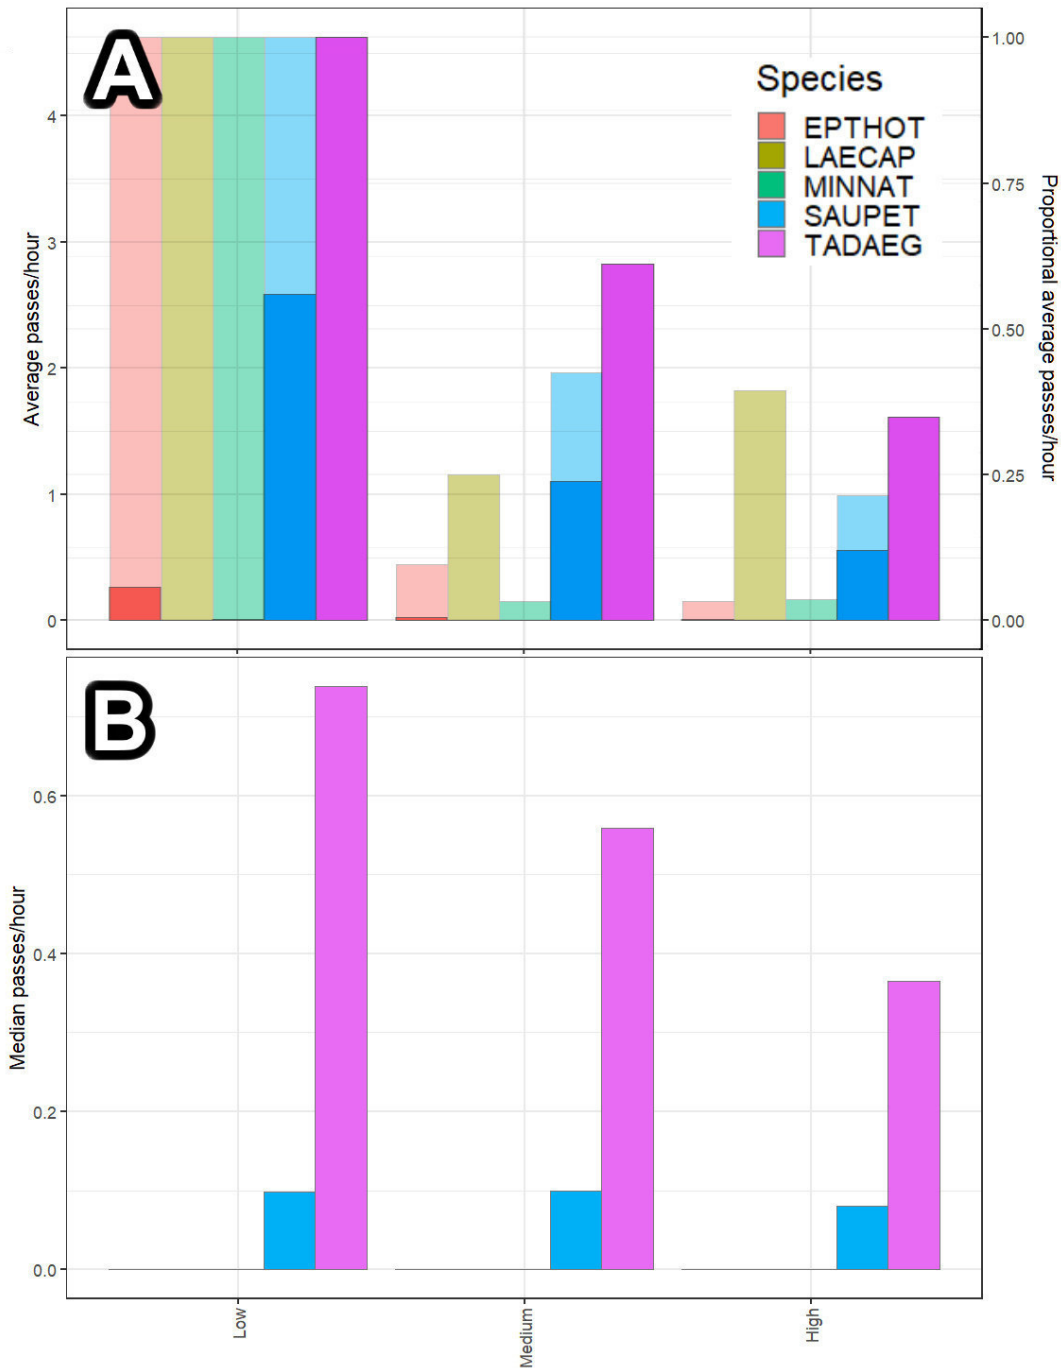 A
Species
EPTHOT
LAECAP
MINNAT
SAUPET
TADAEG
Average passes/hour
4
3
2
1
0
Proportional average passes/hour
1.00
0.75
0.50
0.25
0.00
B
Median passes/hour
0.6
0.4
0.2
0.0
Low
Medium
High